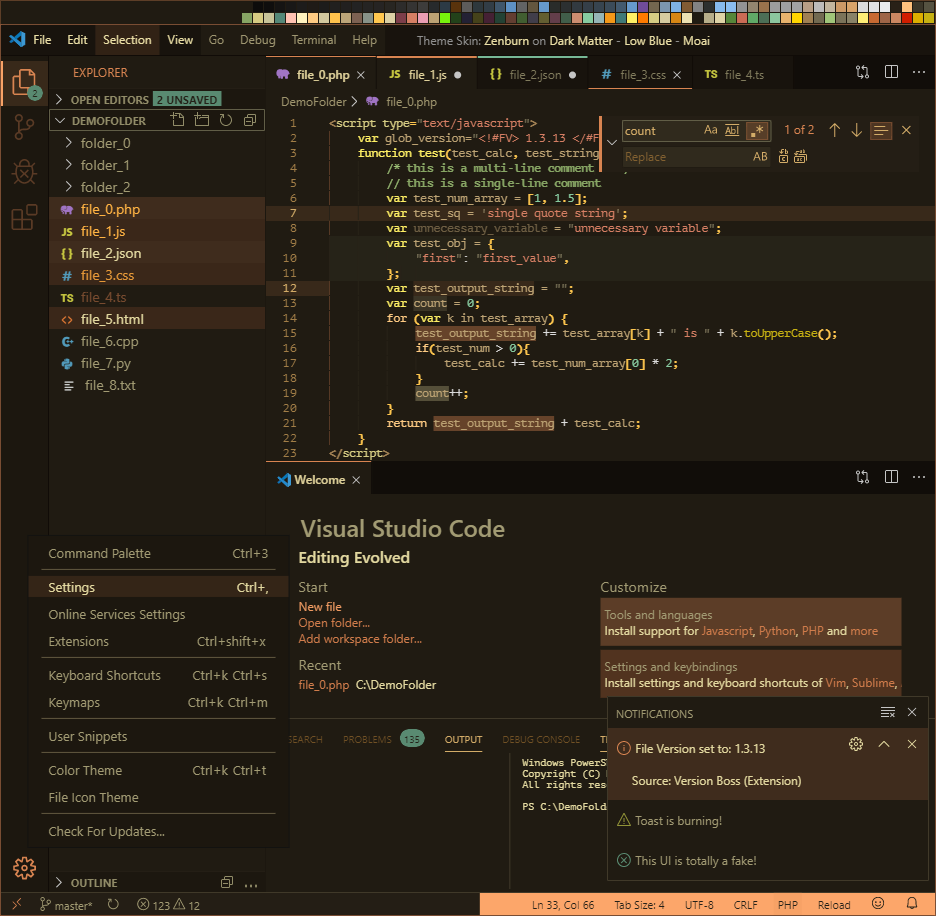 File Edit Selection View Go Debug Terminal Help Theme Skin: Zenburn on Dark Matter - Low Blue - Moai
2
EXPLORER
OPEN EDITORS 2 UNSAVED
DEMOFOLDER
folder_0
folder_1
folder_2
file_0.php
file_1.js
file_2.json
file_3.css
file_4.ts
file_5.html
file_6.cpp
file_7.py
file_8.txt
file_0.php JS file_1.js {} file_2.json # file_3.css TS file_4.ts
DemoFolder file_0.php
1 <script type="text/javascript">
2 var glob_version="<!#FV> 1.3.13 </#F
3 function test(test_calc, test_string
4 /* this is a multi-line comment
5 // this is a single-line comment
6 var test_num_array = [1, 1.5];
7 var test_sq = 'single quote string';
8 var unnecessary_variable = "unnecessary variable";
9 var test_obj = {
10 "first": "first_value",
11 };
12 var test_output_string = "";
13 var count = 0;
14 for (var k in test_array) {
15 test_output_string += test_array[k] + " is " + k.toUpperCase();
16 if(test_num > 0){
17 test_calc += test_num_array[0] * 2;
18 }
19 count++;
20 }
21 return test_output_string + test_calc;
22 }
23 </script>
count Aa Abl .* 1 of 2
Replace AB
Welcome
Visual Studio Code
Editing Evolved
Start
New file
Open folder...
Add workspace folder...
Recent
file_0.php C:\DemoFolder
Customize
Tools and languages
Install support for Javascript, Python, PHP and more
Settings and keybindings
Install settings and keyboard shortcuts of Vim, Sublime,
Command Palette Ctrl+3
Settings Ctrl+,
Online Services Settings
Extensions Ctrl+shift+x
Keyboard Shortcuts Ctrl+k Ctrl+s
Keymaps Ctrl+k Ctrl+m
User Snippets
Color Theme Ctrl+k Ctrl+t
File Icon Theme
Check For Updates...
SEARCH PROBLEMS 135 OUTPUT DEBUG CONSOLE
Windows PowerS
Copyright (C)
All rights rese
PS C:\DemoFold
NOTIFICATIONS
File Version set to: 1.3.13
Source: Version Boss (Extension)
Toast is burning!
This UI is totally a fake!
OUTLINE
master* 123 12 Ln 33, Col 66 Tab Size: 4 UTF-8 CRLF PHP Reload